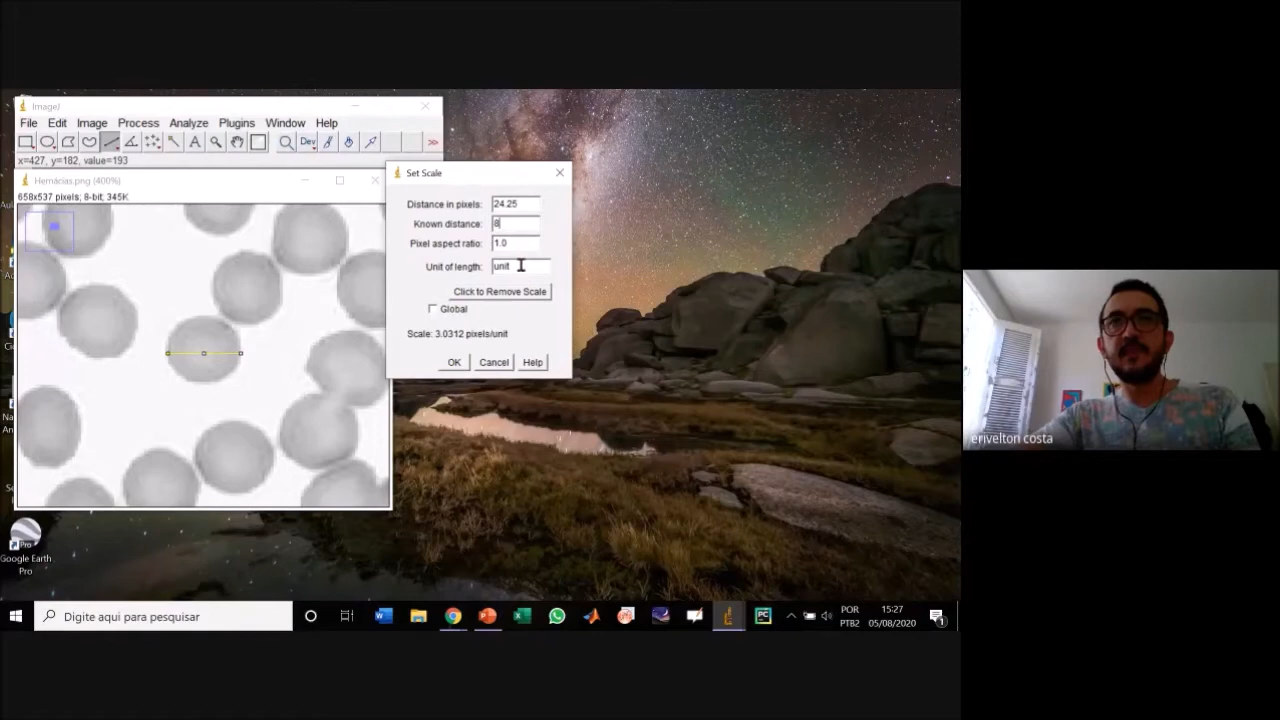 ImageJ
File Edit Image Process Analyze Plugins Window Help
Dev
x=427, y=182, value=193
Hemácias.png (400%)
658x537 pixels; 8-bit; 345K
Set Scale
Distance in pixels: 24.25
Known distance: 8
Pixel aspect ratio: 1.0
Unit of length: unit
Click to Remove Scale
Global
Scale: 3.0312 pixels/unit
OK Cancel Help
erivelton costa
Google Earth
Pro
Digite aqui para pesquisar
POR
PTB2
15:27
05/08/2020